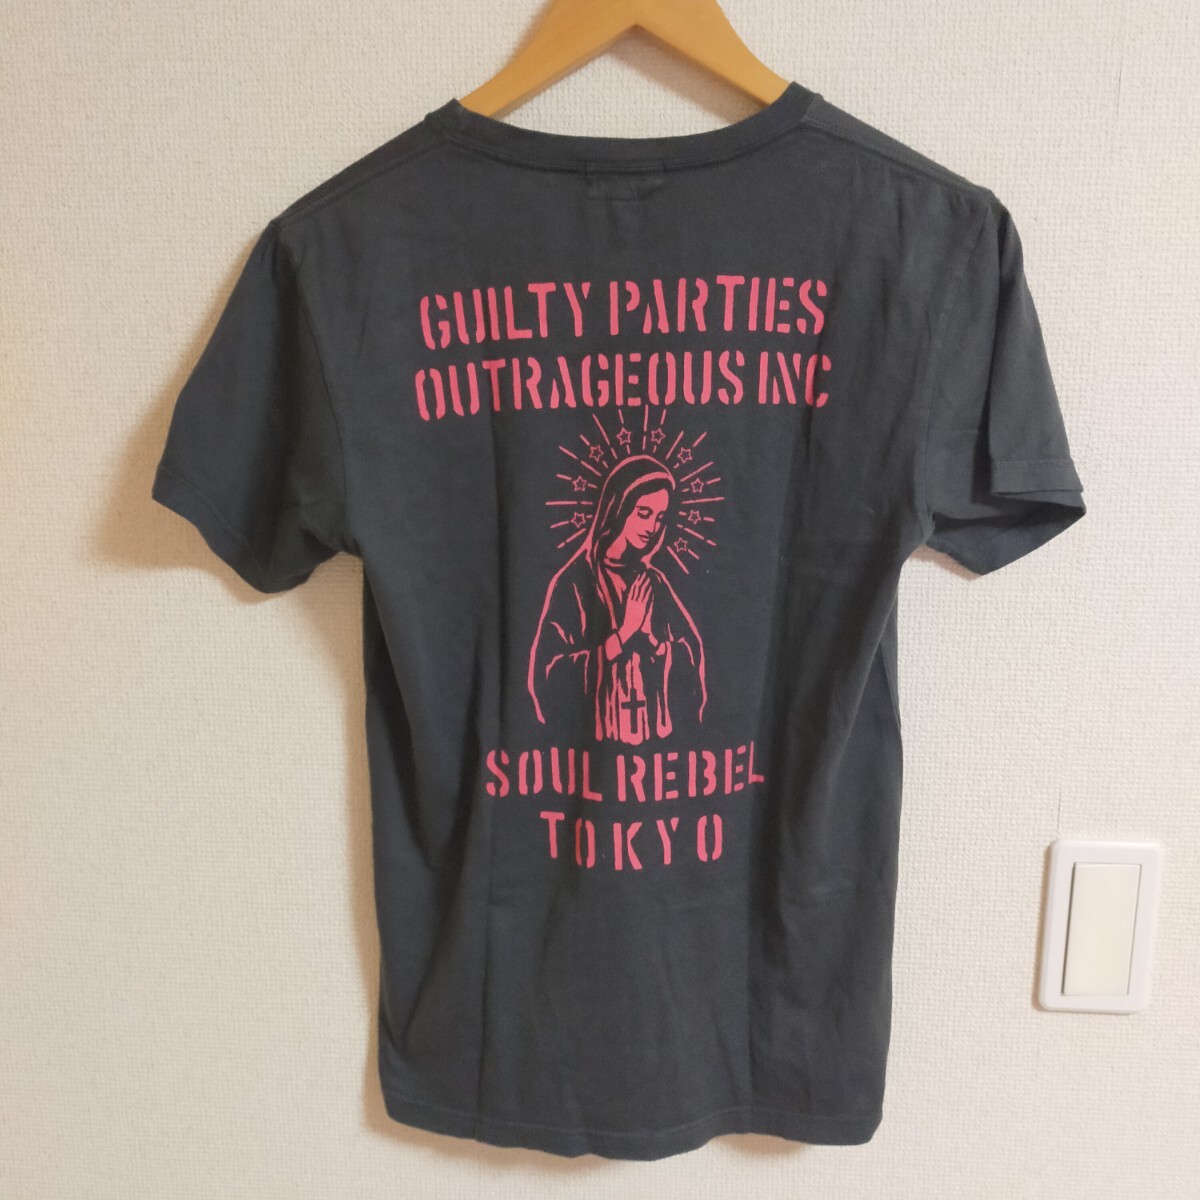 GUILTY PARTIES
OUTRAGEOUS INC
SOUL REBEL
TOKYO